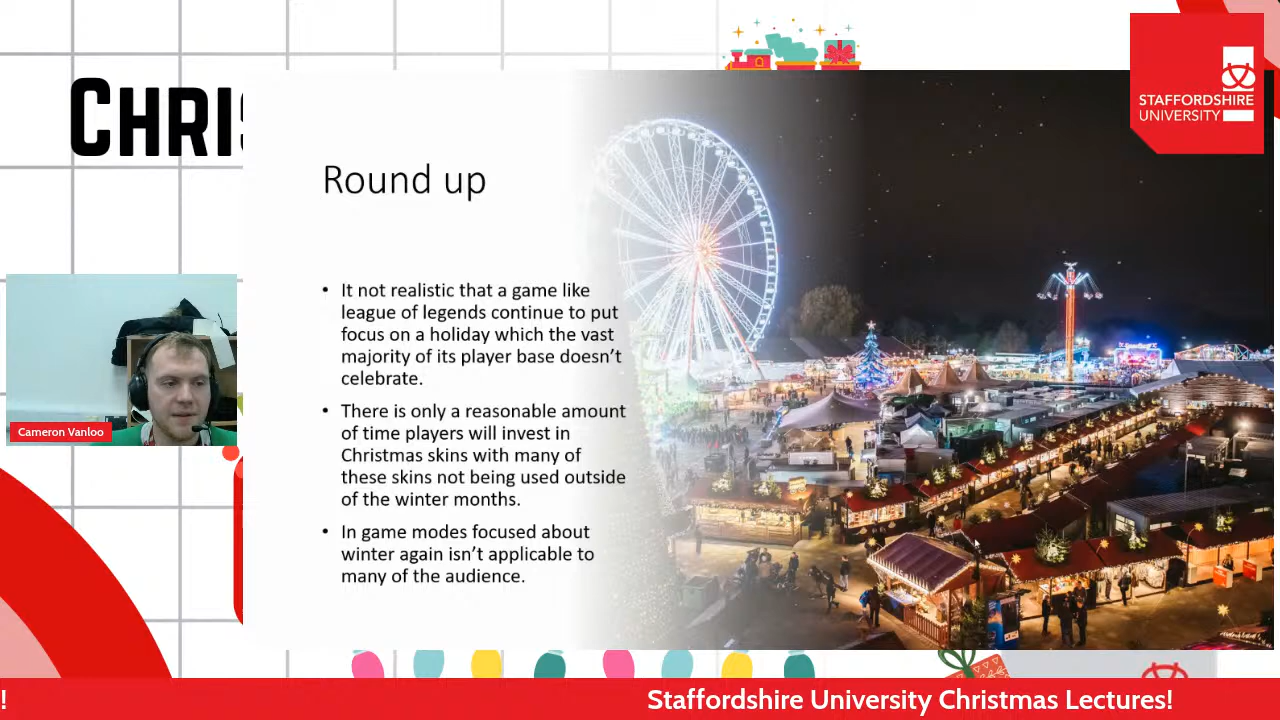 CHRIS
STAFFORDSHIRE
UNIVERSITY
Round up
• It not realistic that a game like
league of legends continue to put
focus on a holiday which the vast
majority of its player base doesn’t
celebrate.
• There is only a reasonable amount
of time players will invest in
Christmas skins with many of
these skins not being used outside
of the winter months.
• In game modes focused about
winter again isn’t applicable to
many of the audience.
Cameron Vanloo
! Staffordshire University Christmas Lectures!